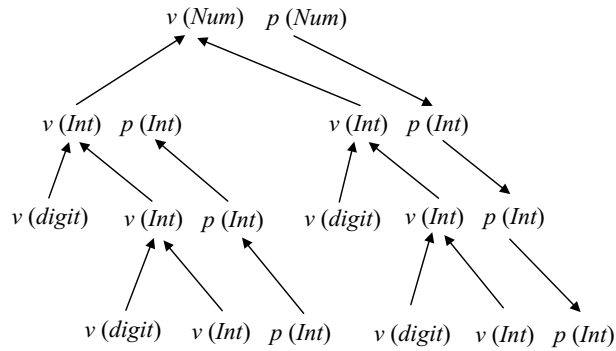 v (Num) p (Num)
v (Int) p (Int) v (Int) p (Int)
v (digit) v (Int) p (Int) v (digit) v (Int) p (Int)
v (digit) v (Int) p (Int) v (digit) v (Int) p (Int)